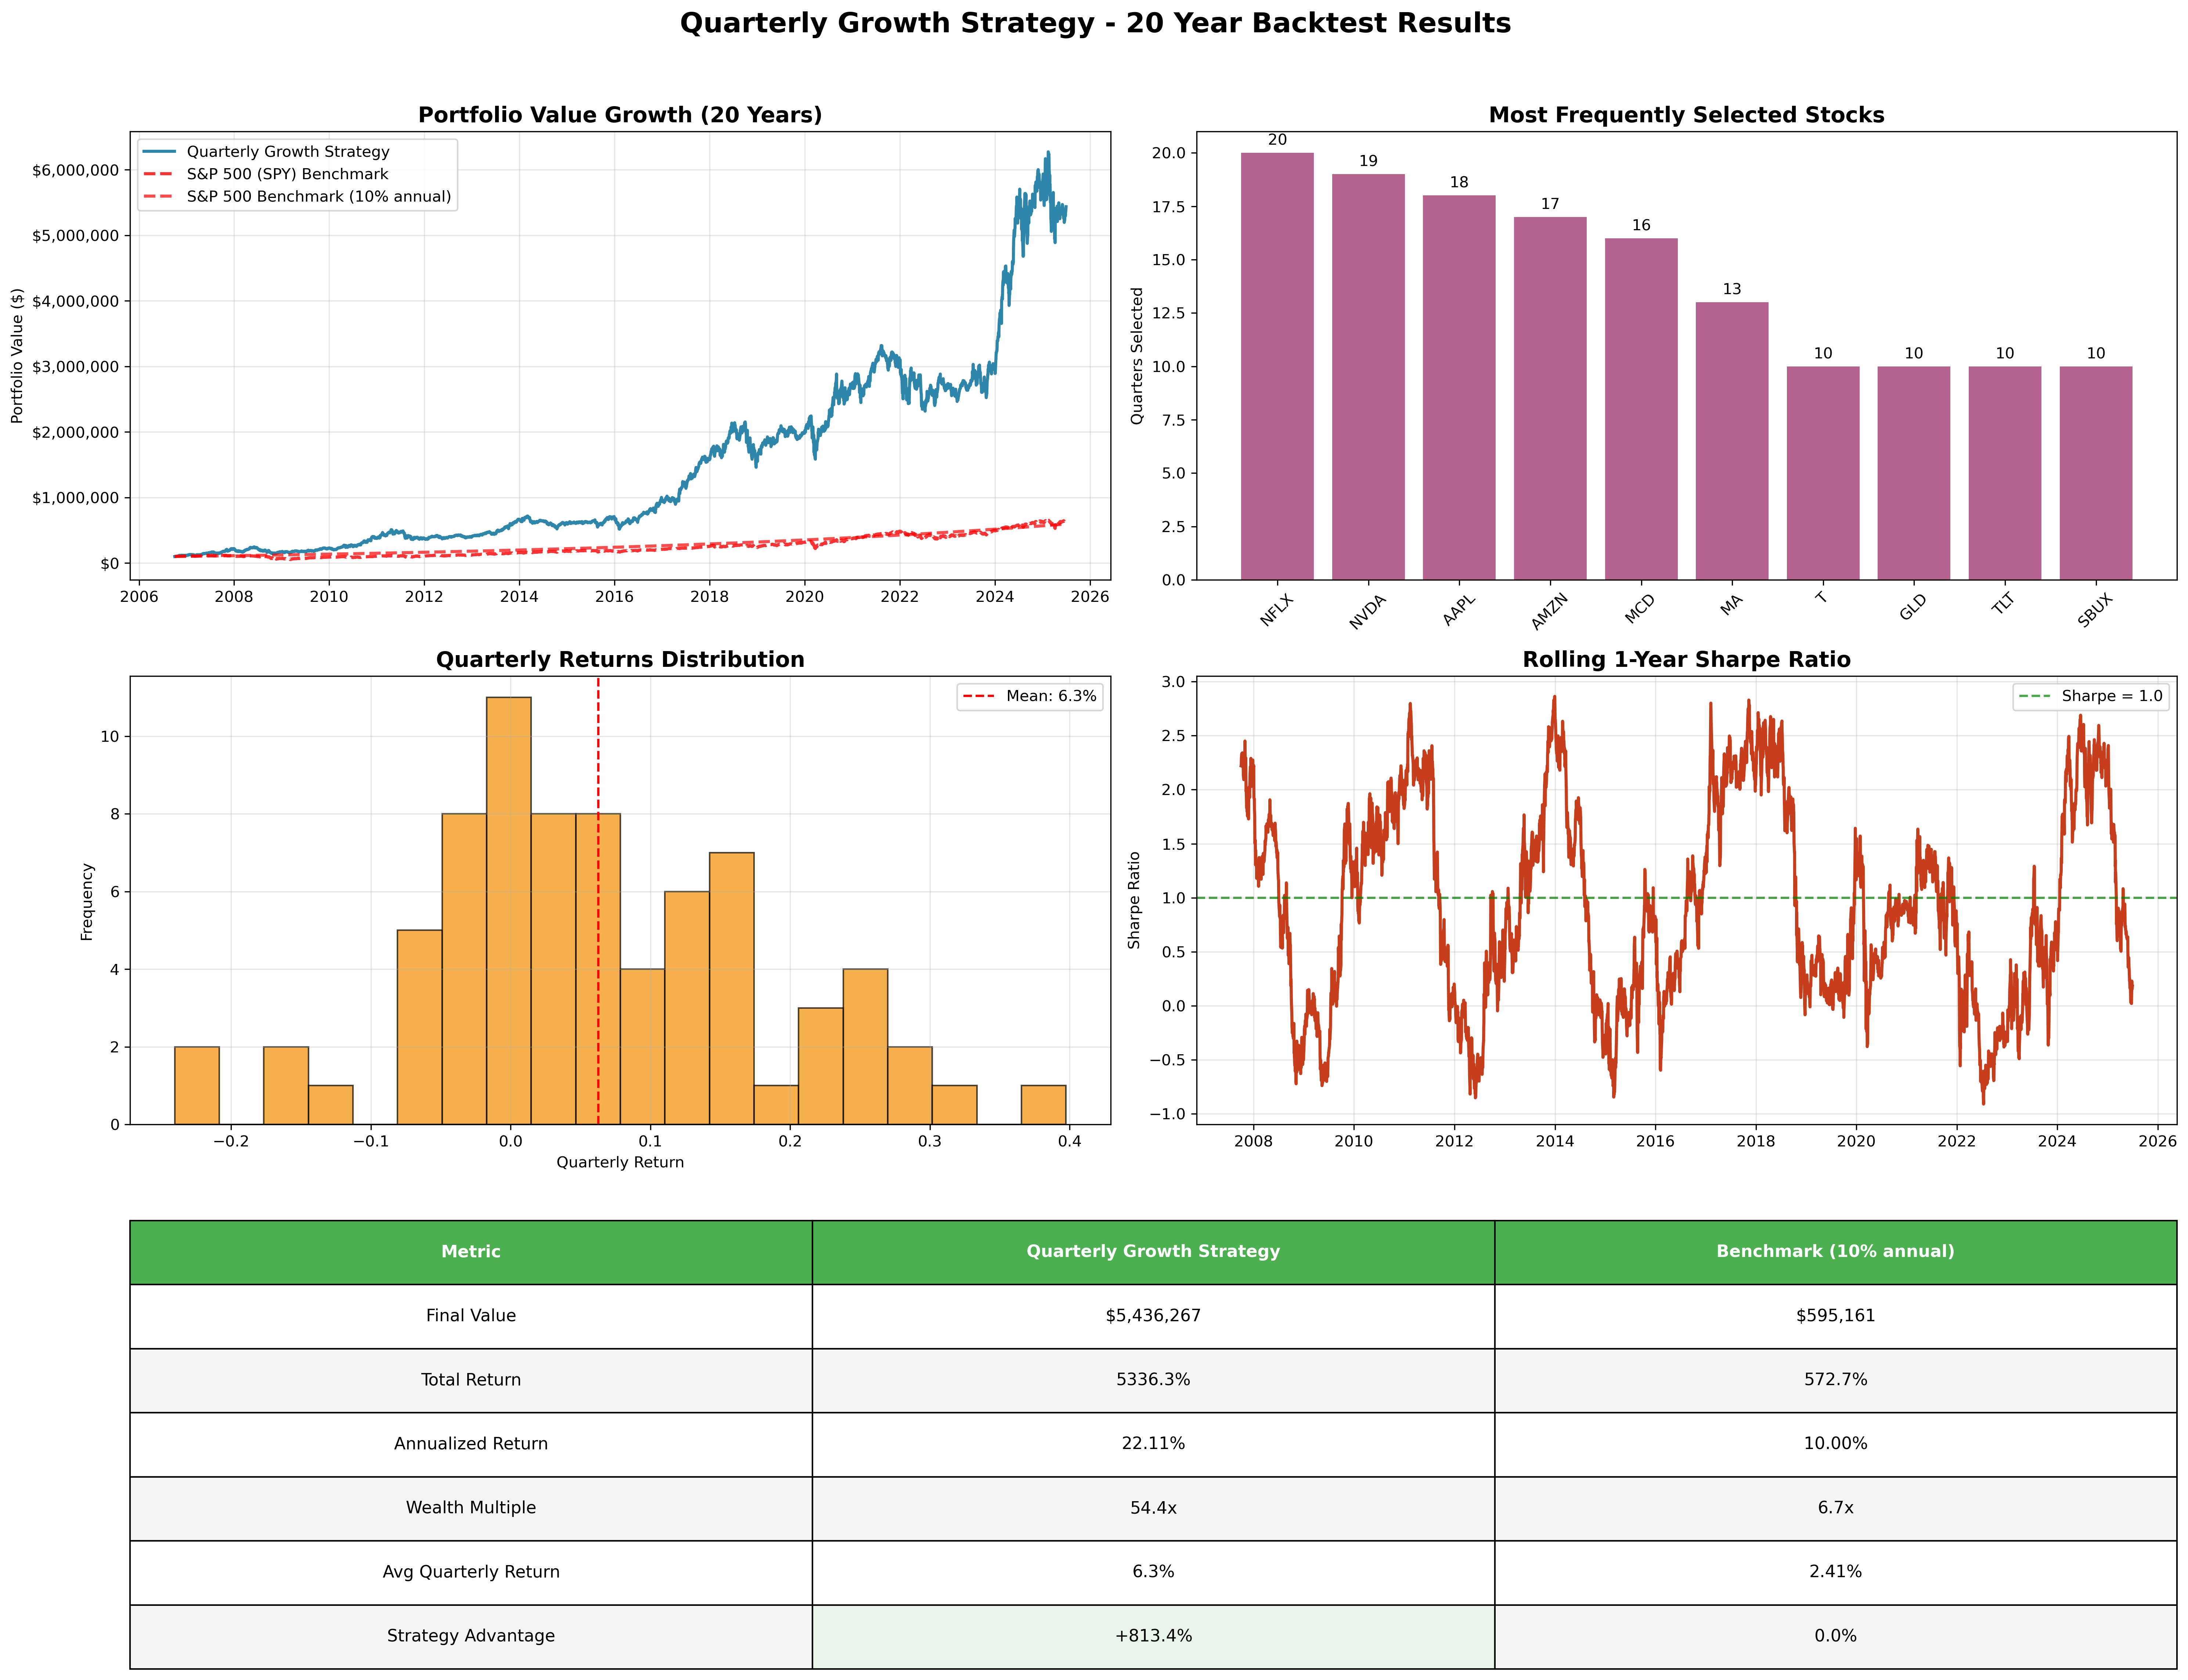 Quarterly Growth Strategy - 20 Year Backtest Results
Portfolio Value Growth (20 Years)
Quarterly Growth Strategy
S&P 500 (SPY) Benchmark
S&P 500 Benchmark (10% annual)
Portfolio Value ($)
$6,000,000
$5,000,000
$4,000,000
$3,000,000
$2,000,000
$1,000,000
$0
2006 2008 2010 2012 2014 2016 2018 2020 2022 2024 2026
Most Frequently Selected Stocks
Quarters Selected
20.0
17.5
15.0
12.5
10.0
7.5
5.0
2.5
0.0
20 19 18 17 16 13 10 10 10 10
NFLX NVDA AAPL AMZN MCD MA T GLD TLT SBUX
Quarterly Returns Distribution
Mean: 6.3%
Frequency
10
8
6
4
2
0
−0.2 −0.1 0.0 0.1 0.2 0.3 0.4
Quarterly Return
Rolling 1-Year Sharpe Ratio
Sharpe = 1.0
Sharpe Ratio
3.0
2.5
2.0
1.5
1.0
0.5
0.0
−0.5
−1.0
2008 2010 2012 2014 2016 2018 2020 2022 2024 2026
Metric Quarterly Growth Strategy Benchmark (10% annual)
Final Value $5,436,267 $595,161
Total Return 5336.3% 572.7%
Annualized Return 22.11% 10.00%
Wealth Multiple 54.4x 6.7x
Avg Quarterly Return 6.3% 2.41%
Strategy Advantage +813.4% 0.0%